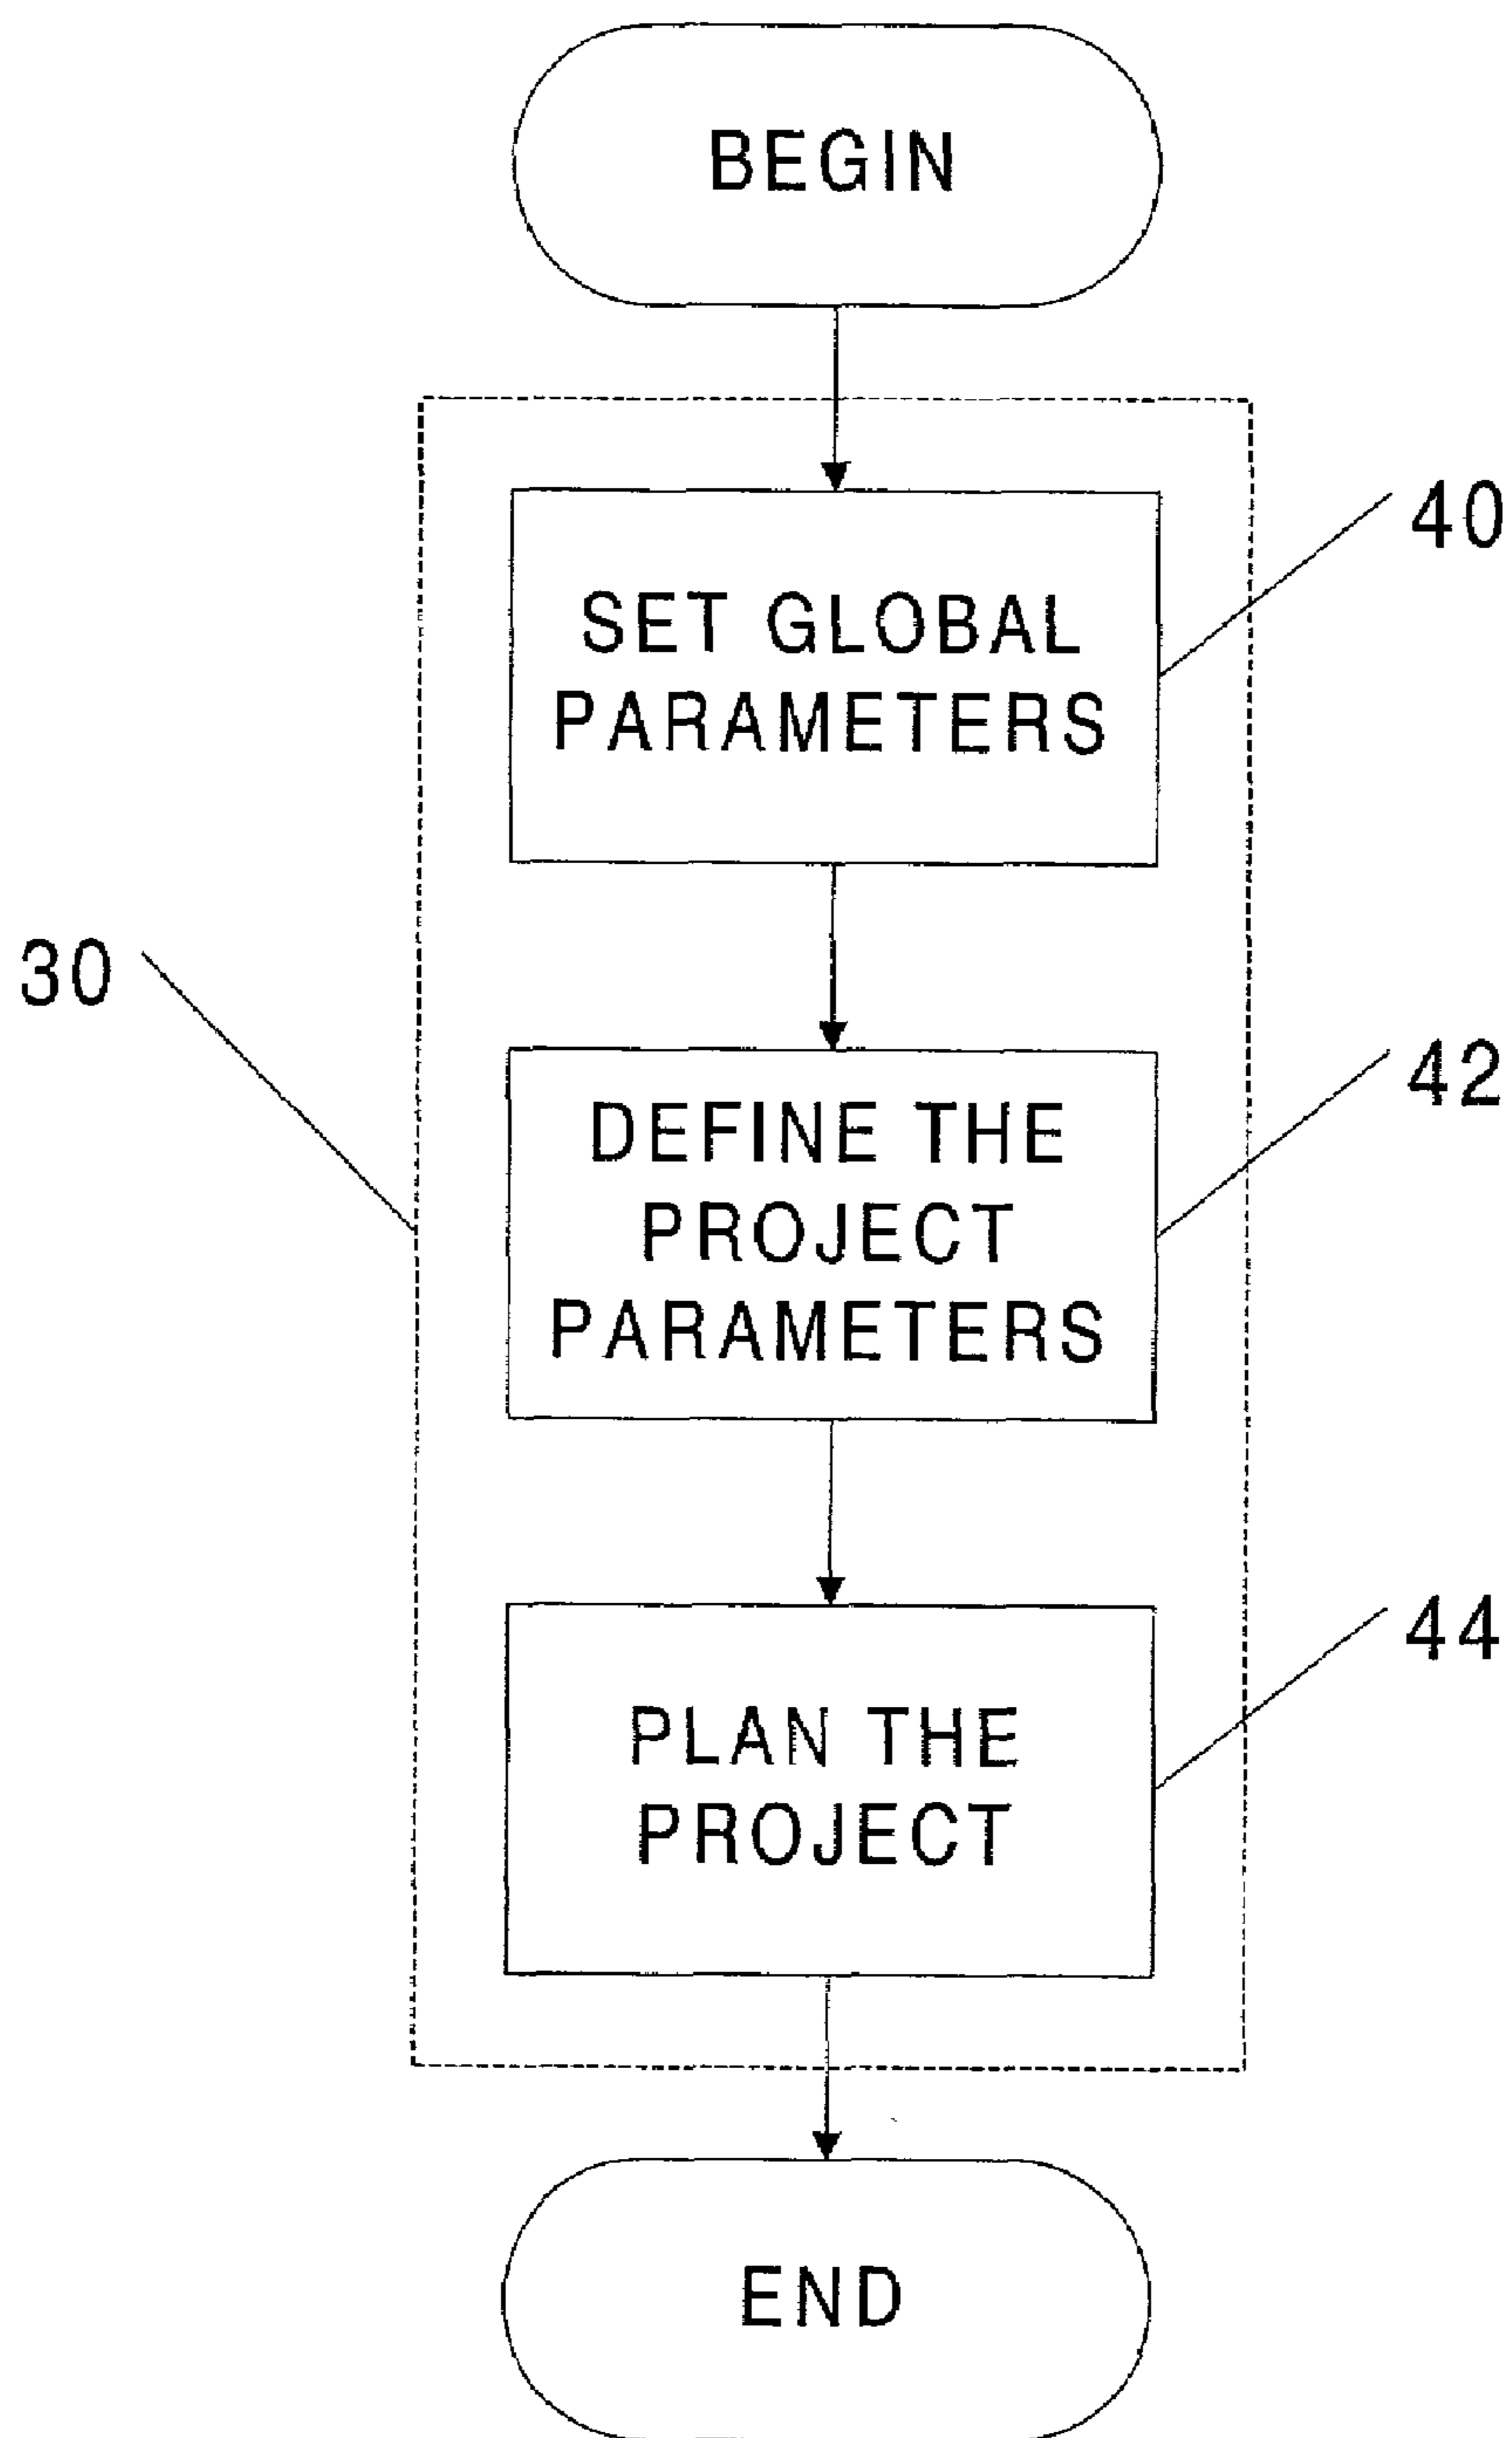 BEGIN
SET GLOBAL
PARAMETERS
40
30
DEFINE THE
PROJECT
PARAMETERS
42
PLAN THE
PROJECT
44
END